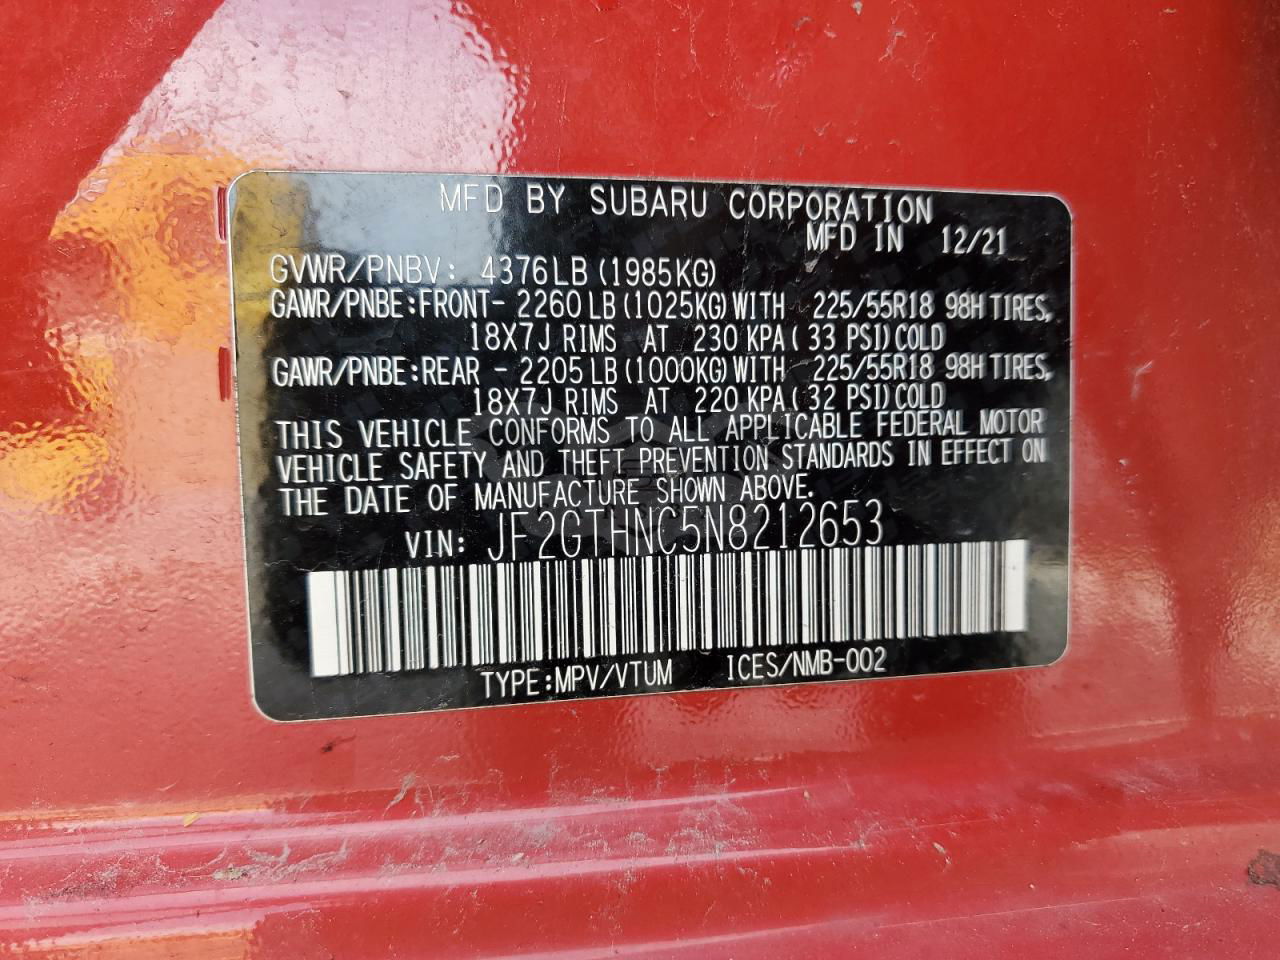 MFD BY SUBARU CORPORATION
MFD IN 12/21
GVWR/PNBV: 4376LB (1985KG)
GAWR/PNBE:FRONT- 2260LB (1025KG) WITH 225/55R18 98H TIRES,
18X7J RIMS AT 230 KPA ( 33 PSI) COLD
GAWR/PNBE:REAR - 2205LB (1000KG) WITH 225/55R18 98H TIRES,
18X7J RIMS AT 220 KPA ( 32 PSI) COLD
THIS VEHICLE CONFORMS TO ALL APPLICABLE FEDERAL MOTOR
VEHICLE SAFETY AND THEFT PREVENTION STANDARDS IN EFFECT ON
THE DATE OF MANUFACTURE SHOWN ABOVE.
VIN: JF2GTHNC5N8212653
TYPE:MPV/VTUM ICES/NMB-002